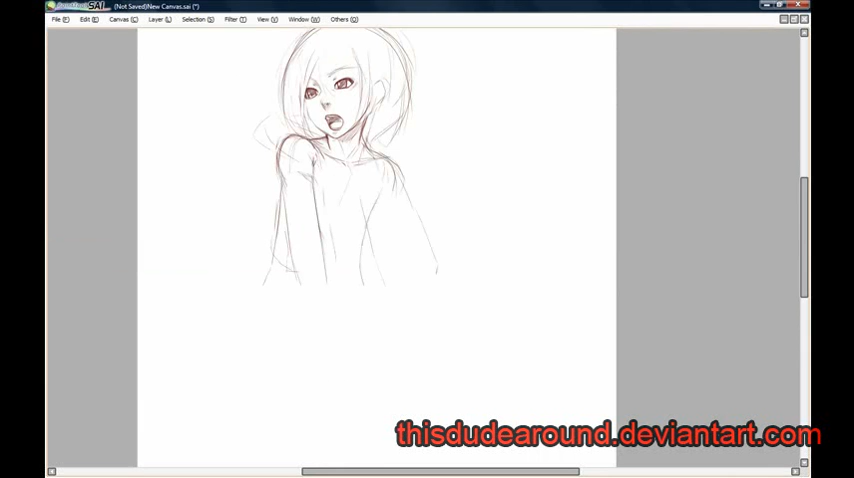 PaintTool SAI (Not Saved)New Canvas.sai (*)
File (F) Edit (E) Canvas (C) Layer (L) Selection (S) Filter (T) View (V) Window (W) Others (O)
thisdudearound.deviantart.com